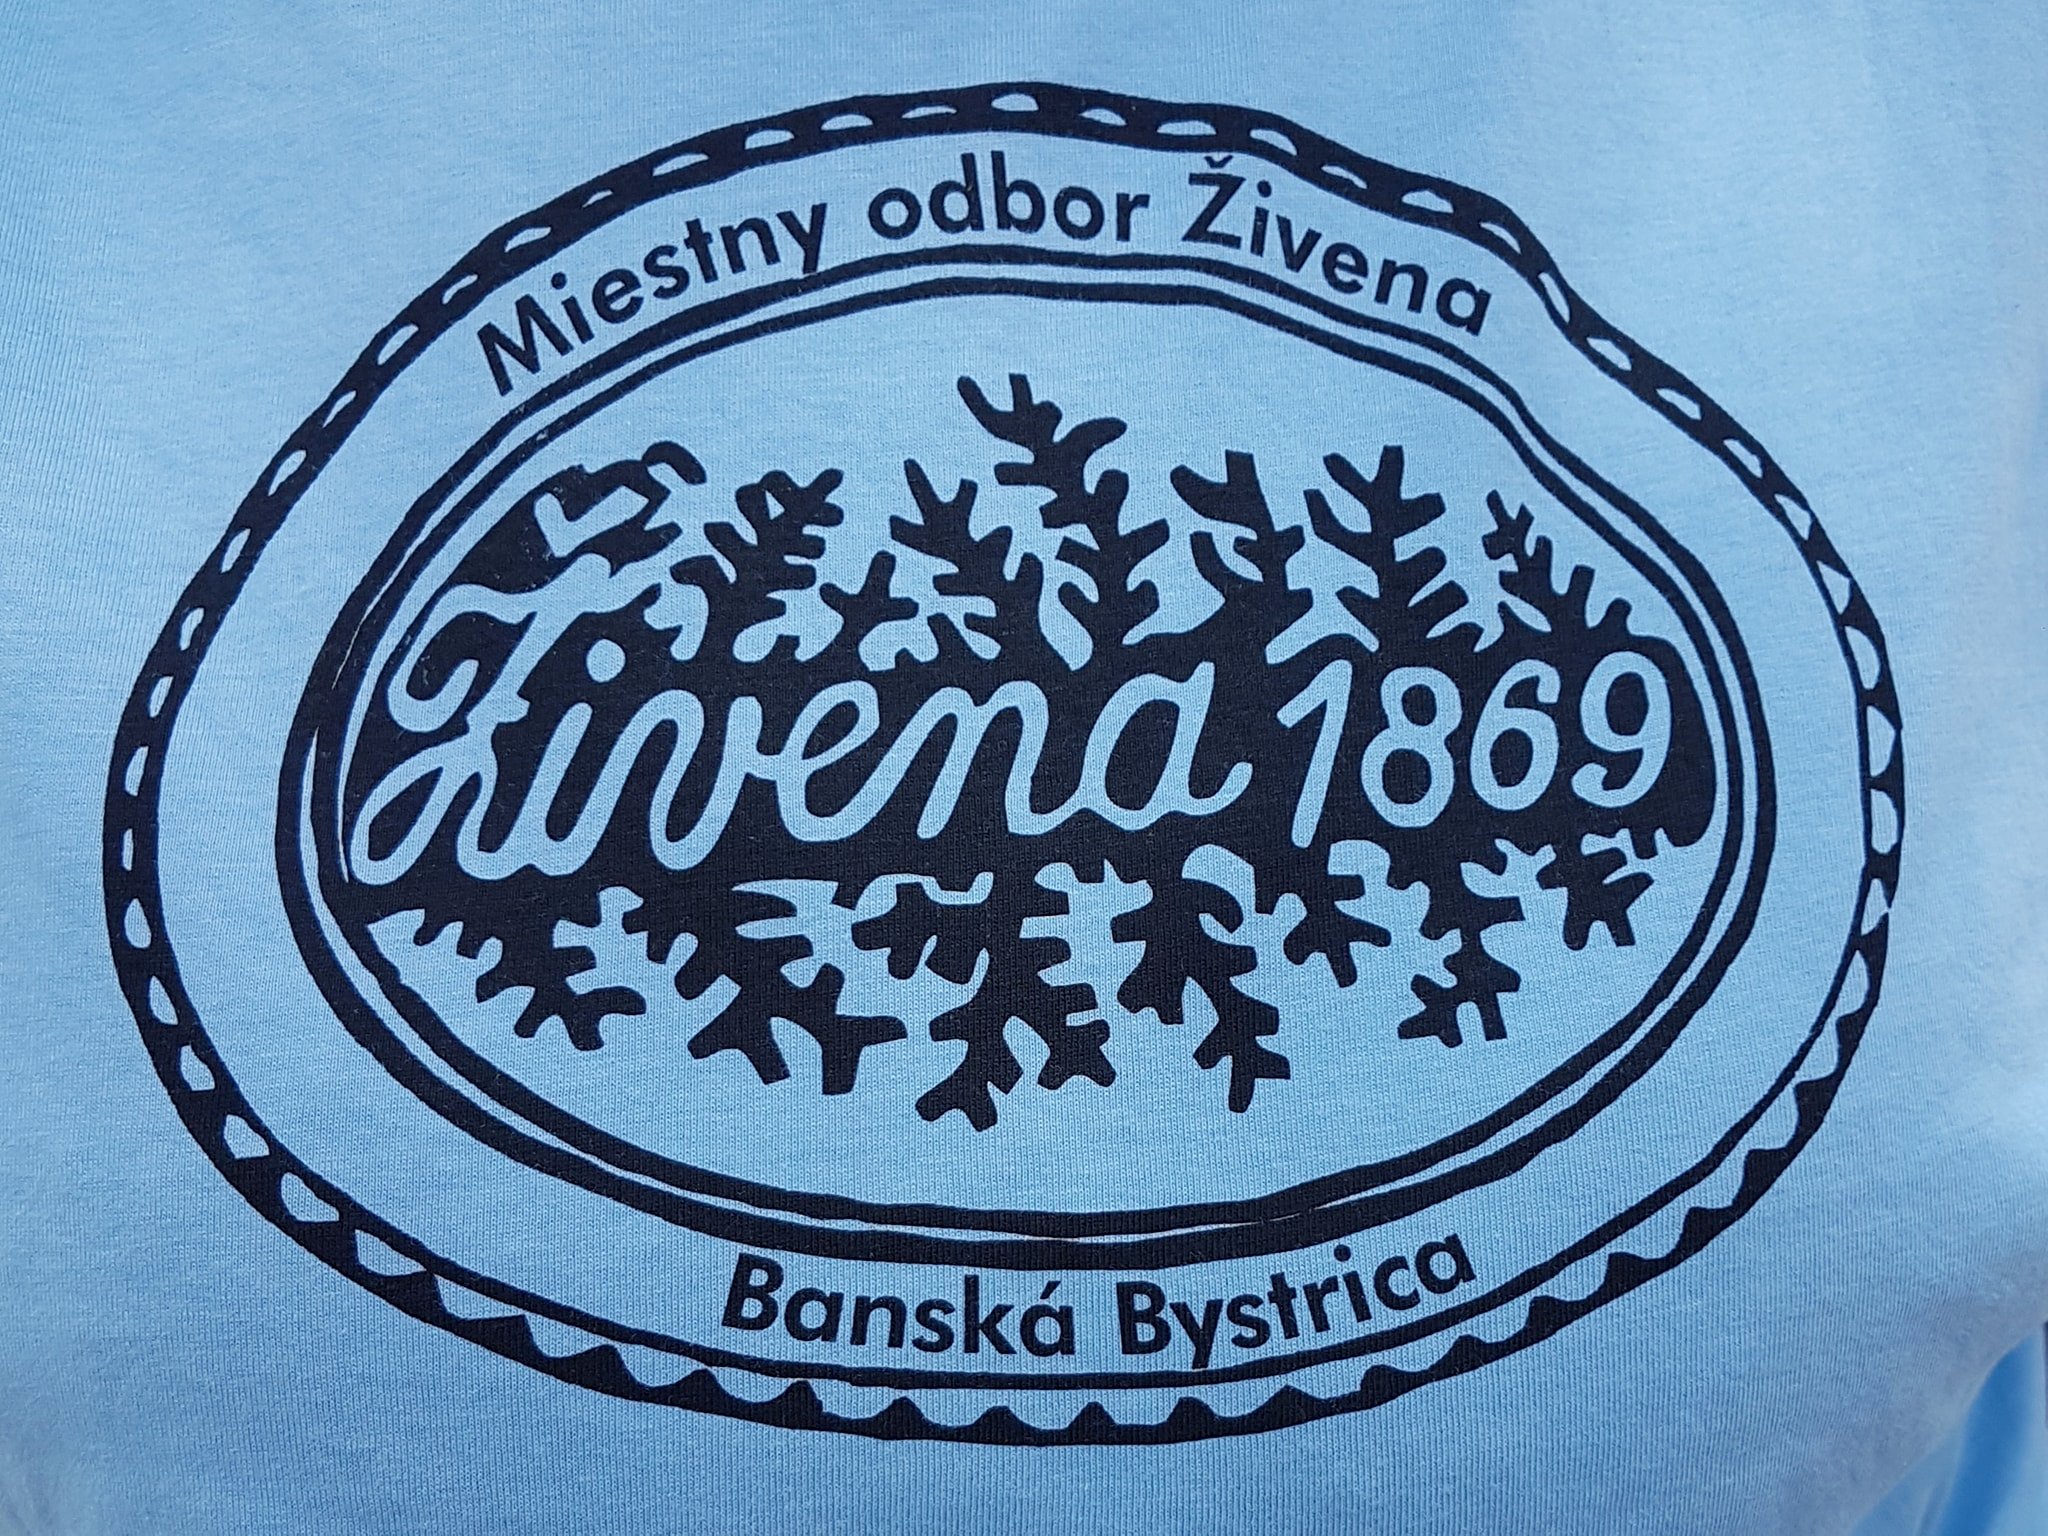 Miestny odbor Živena
Živena 1869
Banská Bystrica